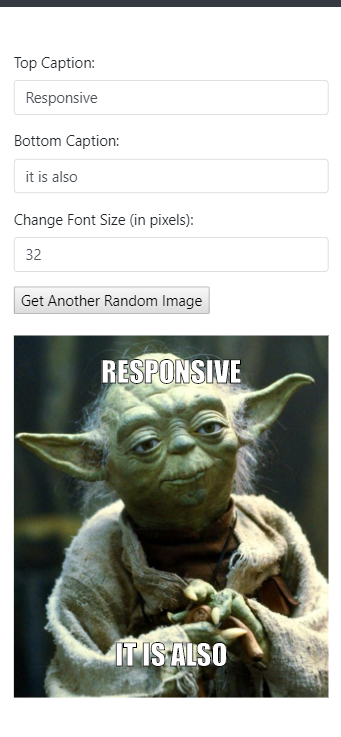 Top Caption:
Responsive
Bottom Caption:
it is also
Change Font Size (in pixels):
32
Get Another Random Image
RESPONSIVE
IT IS ALSO